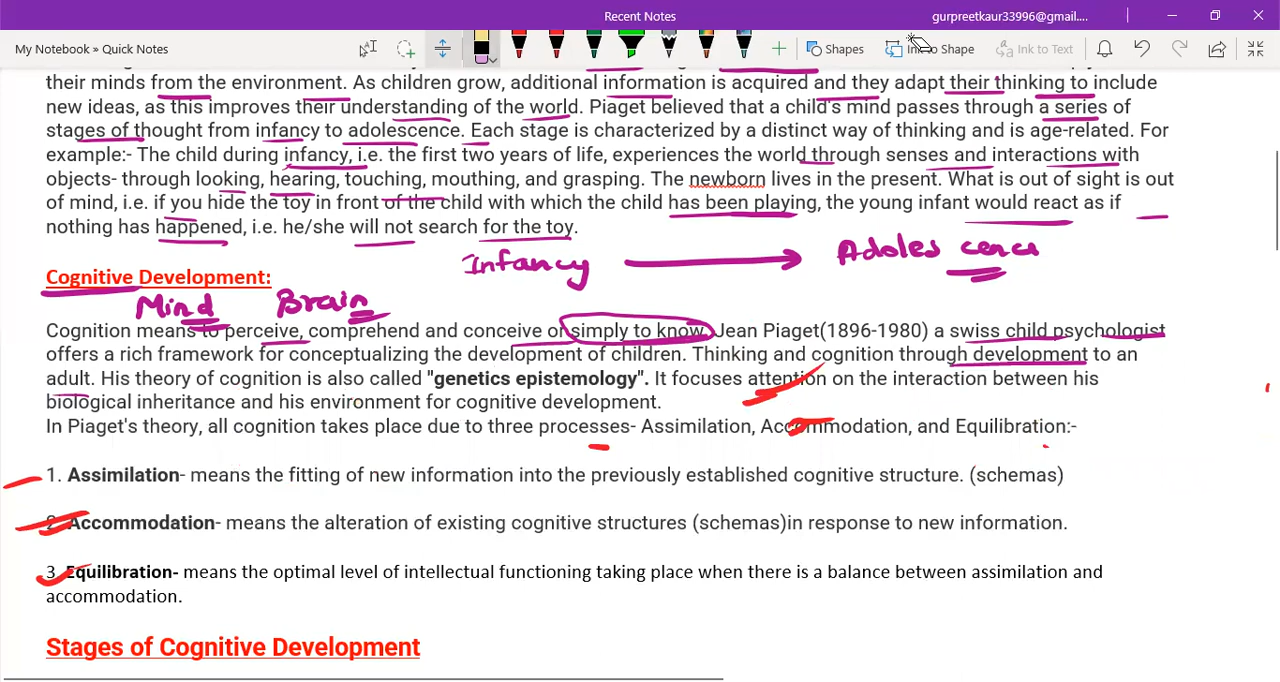 Recent Notes
gurpreetkaur33996@gmail....
My Notebook » Quick Notes
Shapes
Ink to Shape
Ink to Text
their minds from the environment. As children grow, additional information is acquired and they adapt their thinking to include
new ideas, as this improves their understanding of the world. Piaget believed that a child's mind passes through a series of
stages of thought from infancy to adolescence. Each stage is characterized by a distinct way of thinking and is age-related. For
example:- The child during infancy, i.e. the first two years of life, experiences the world through senses and interactions with
objects- through looking, hearing, touching, mouthing, and grasping. The newborn lives in the present. What is out of sight is out
of mind, i.e. if you hide the toy in front of the child with which the child has been playing, the young infant would react as if
nothing has happened, i.e. he/she will not search for the toy.
Infancy → Adoles cence
Cognitive Development:
Mind Brain
Cognition means to perceive, comprehend and conceive or simply to know. Jean Piaget(1896-1980) a swiss child psychologist
offers a rich framework for conceptualizing the development of children. Thinking and cognition through development to an
adult. His theory of cognition is also called "genetics epistemology". It focuses attention on the interaction between his
biological inheritance and his environment for cognitive development.
In Piaget's theory, all cognition takes place due to three processes- Assimilation, Accommodation, and Equilibration:-
1. Assimilation- means the fitting of new information into the previously established cognitive structure. (schemas)
2. Accommodation- means the alteration of existing cognitive structures (schemas)in response to new information.
3. Equilibration- means the optimal level of intellectual functioning taking place when there is a balance between assimilation and
accommodation.
Stages of Cognitive Development